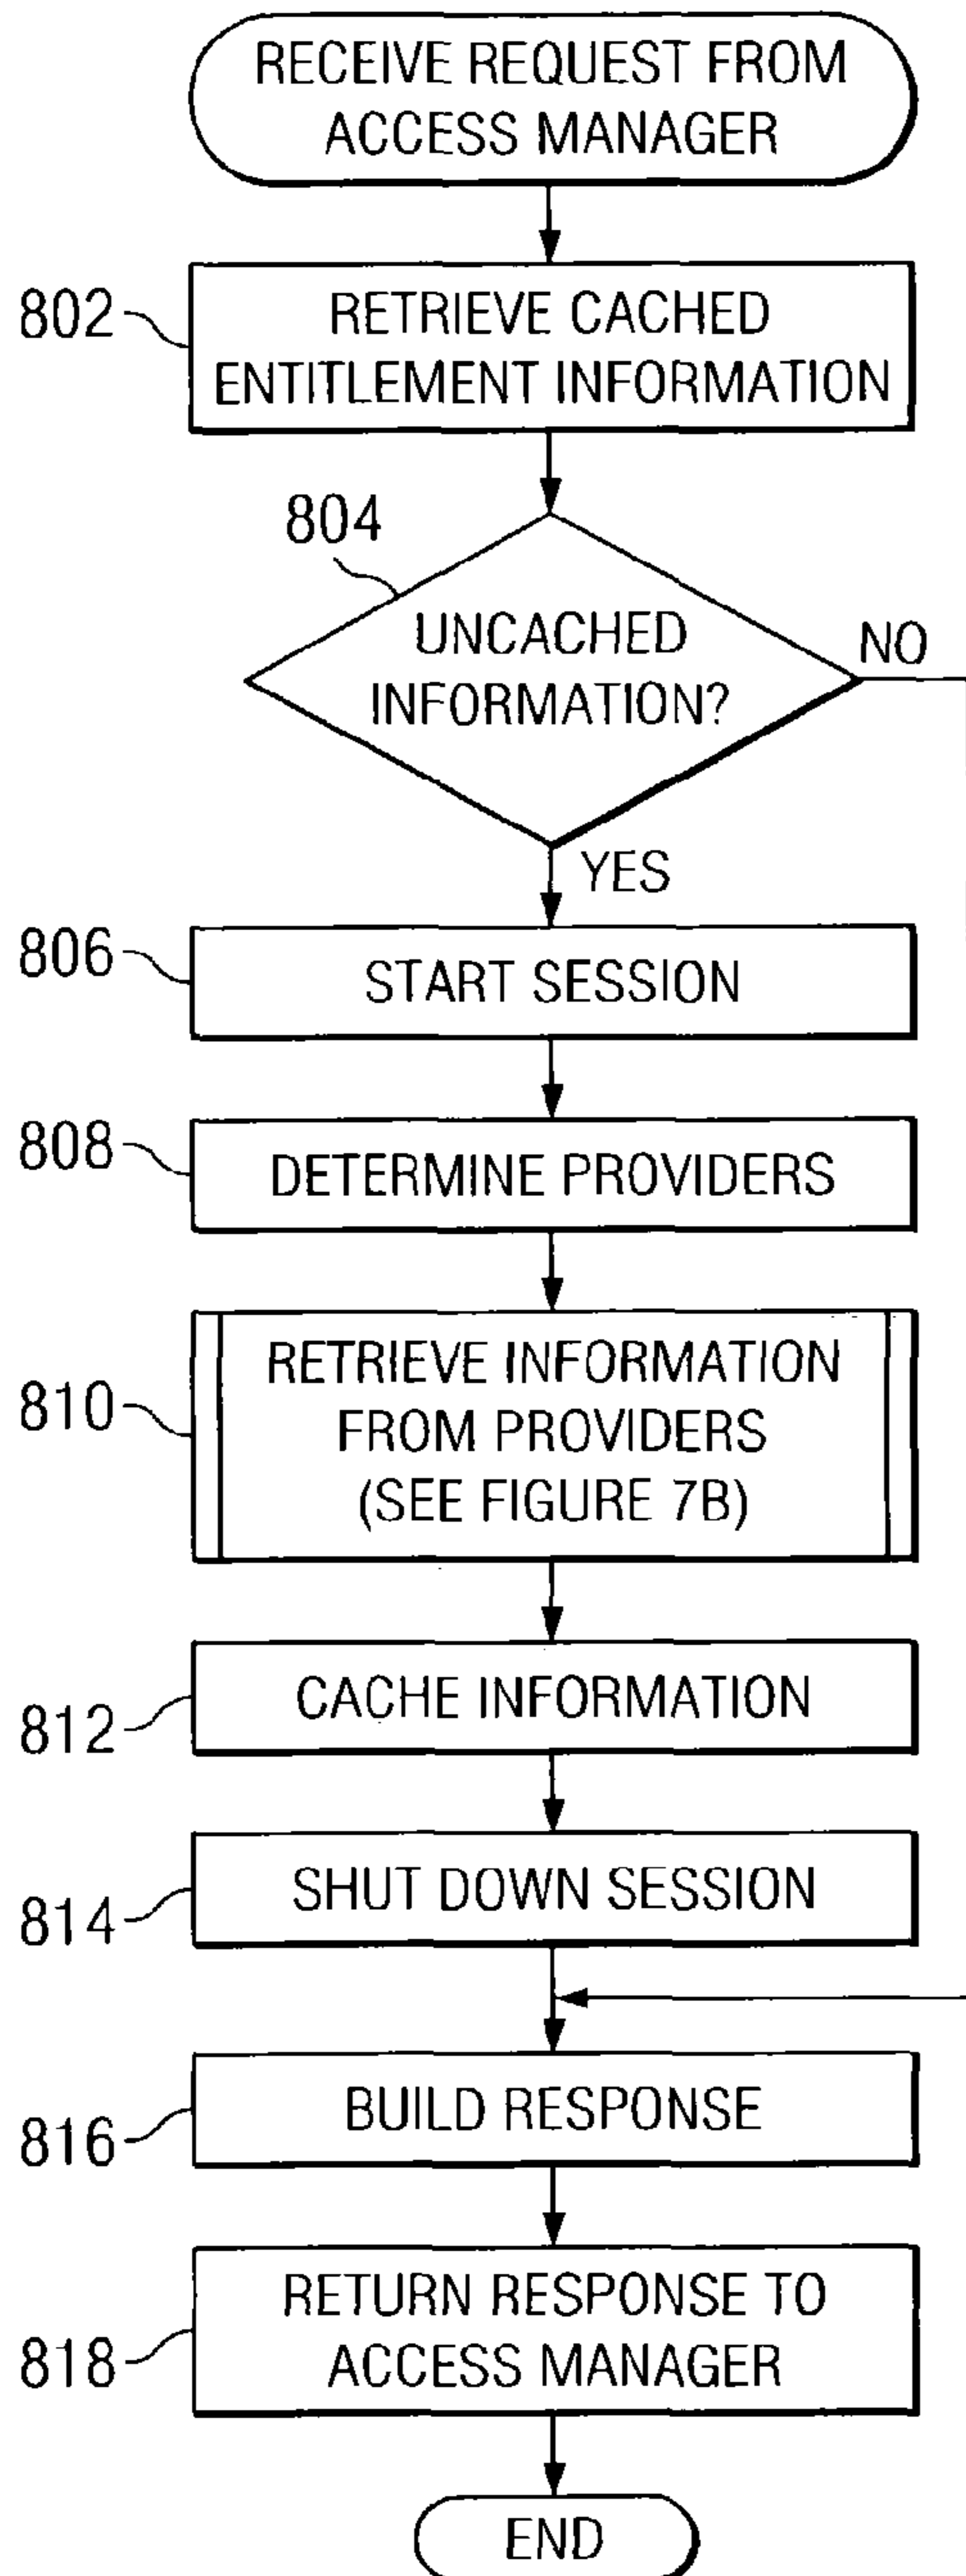 RECEIVE REQUEST FROM
ACCESS MANAGER
802
RETRIEVE CACHED
ENTITLEMENT INFORMATION
804
UNCACHED
INFORMATION?
NO
YES
806
START SESSION
808
DETERMINE PROVIDERS
810
RETRIEVE INFORMATION
FROM PROVIDERS
(SEE FIGURE 7B)
812
CACHE INFORMATION
814
SHUT DOWN SESSION
816
BUILD RESPONSE
818
RETURN RESPONSE TO
ACCESS MANAGER
END